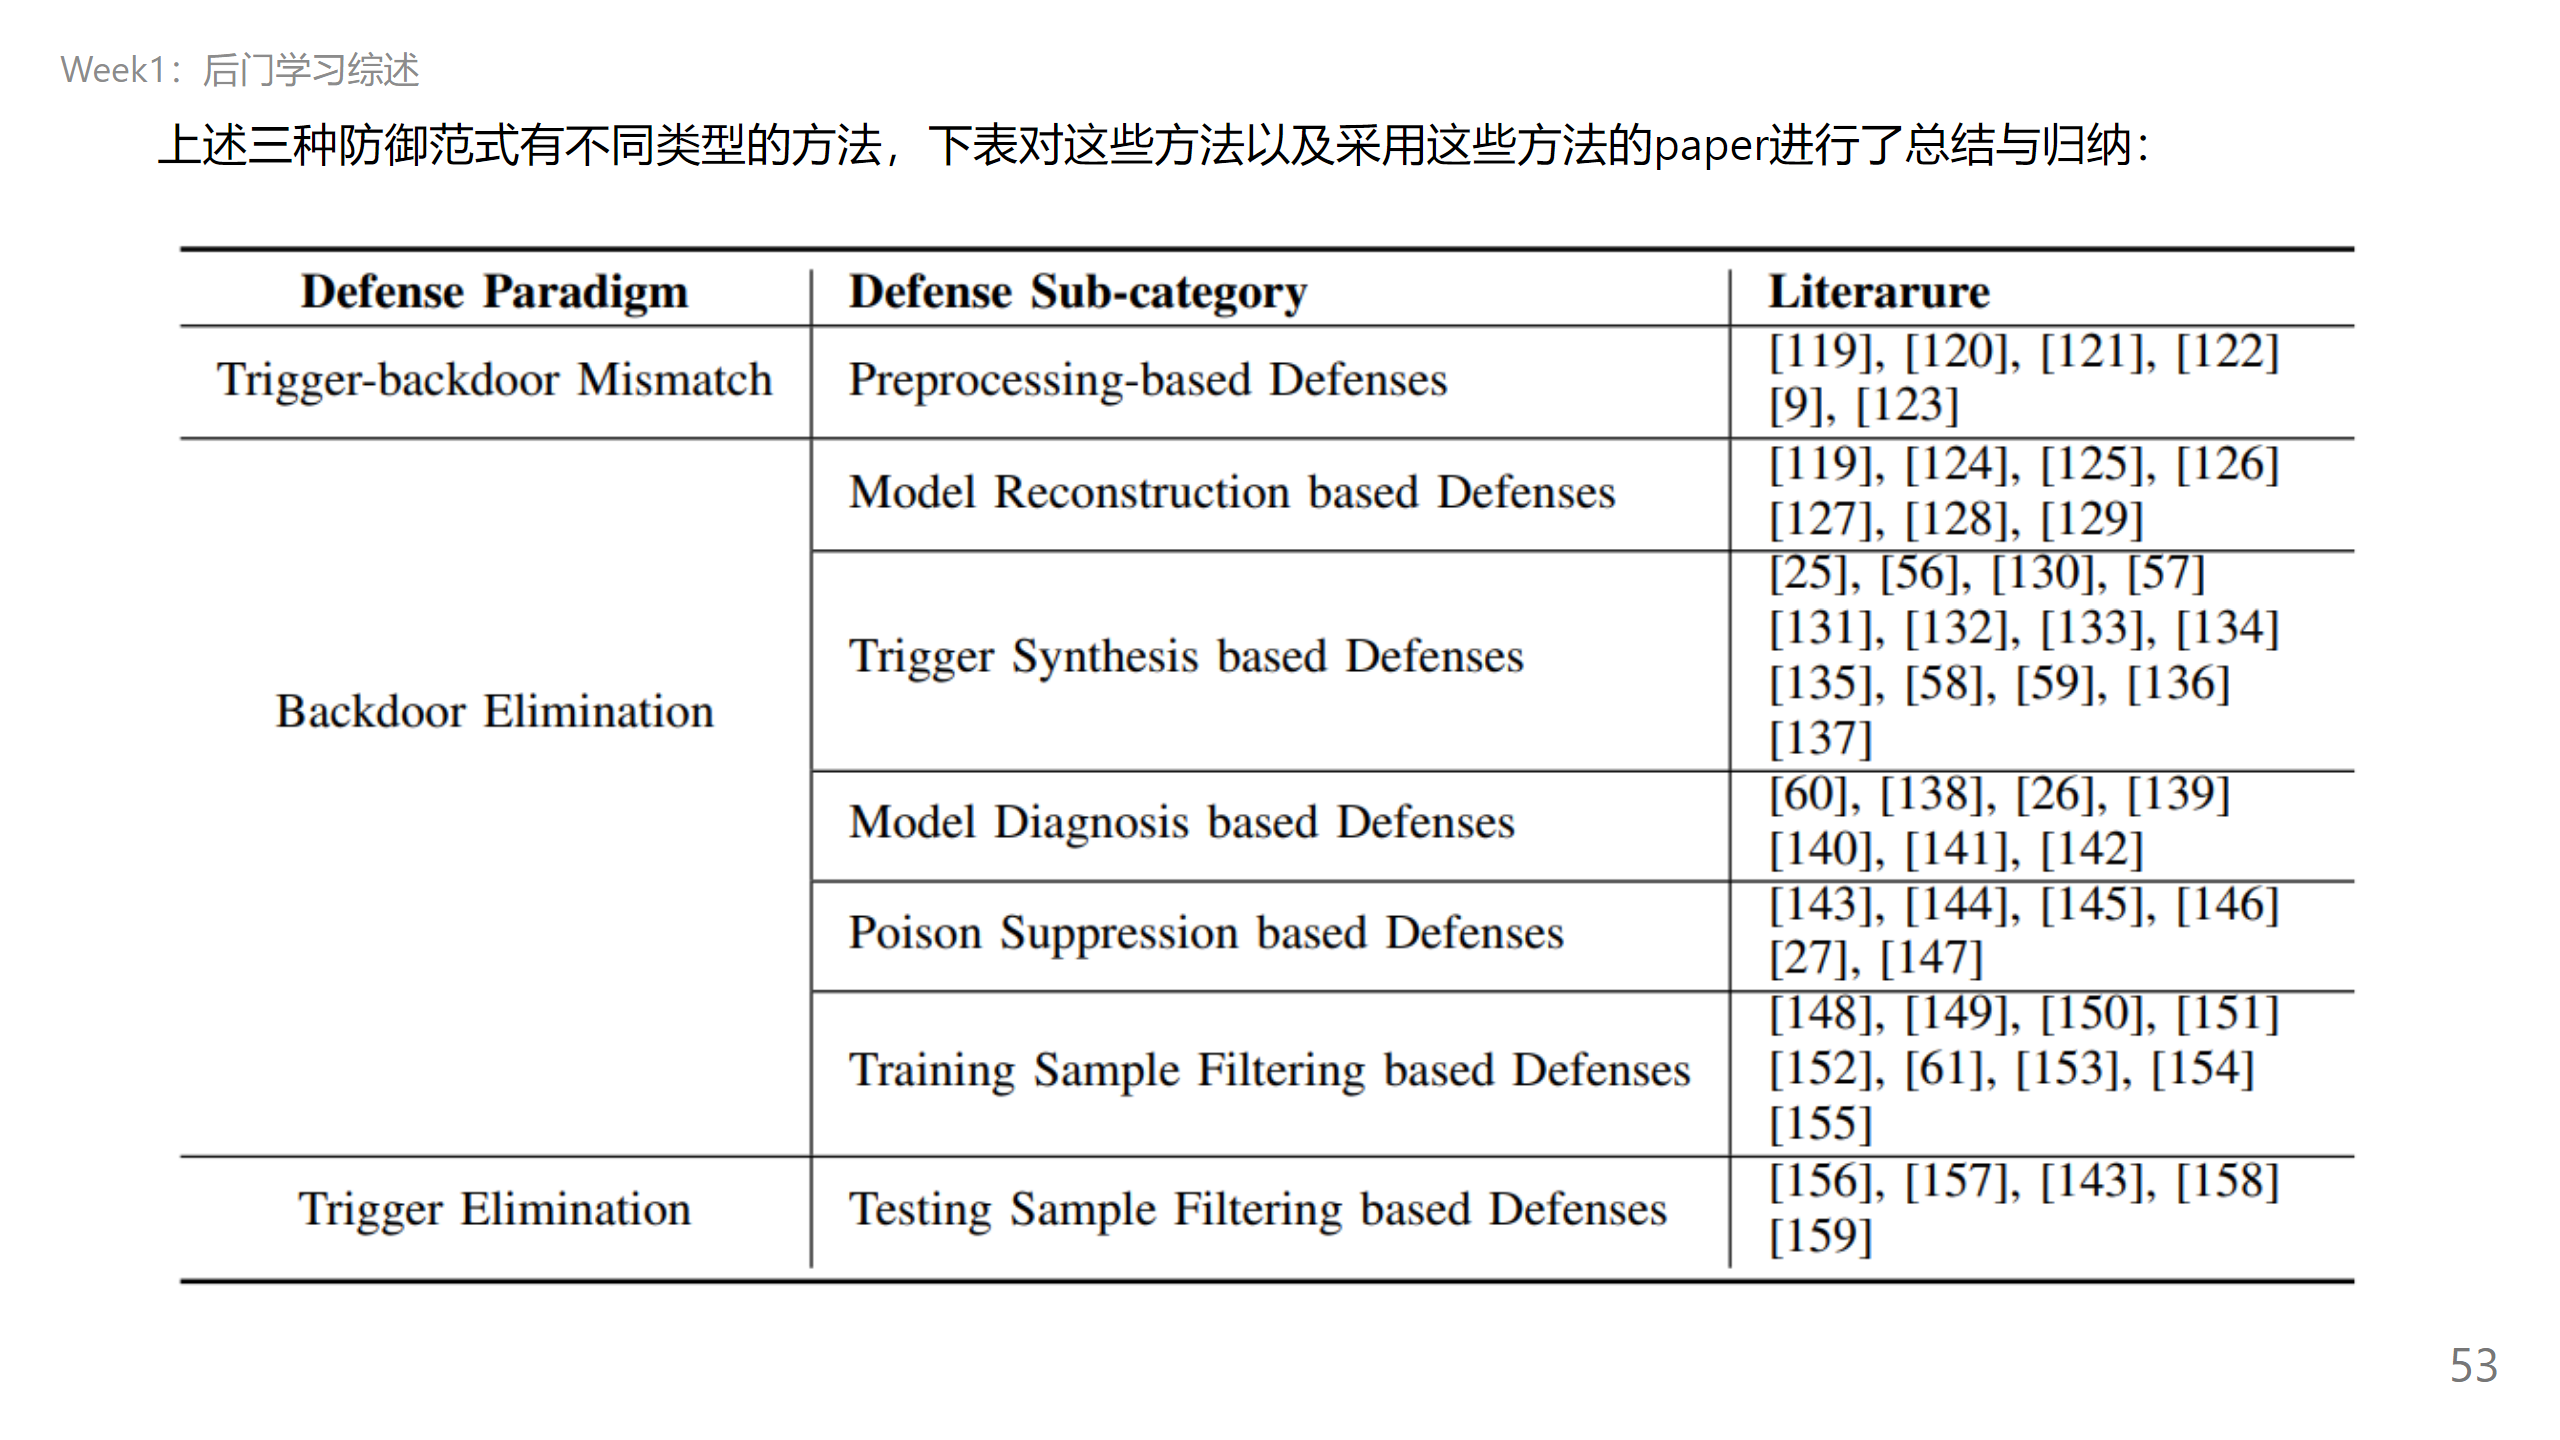 Week1：后门学习综述
上述三种防御范式有不同类型的方法，下表对这些方法以及采用这些方法的paper进行了总结与归纳：
Defense Paradigm Defense Sub-category Literarure
Trigger-backdoor Mismatch Preprocessing-based Defenses [119], [120], [121], [122]
[9], [123]
Backdoor Elimination
Model Reconstruction based Defenses [119], [124], [125], [126]
[127], [128], [129]
Trigger Synthesis based Defenses [25], [56], [130], [57]
[131], [132], [133], [134]
[135], [58], [59], [136]
[137]
Model Diagnosis based Defenses [60], [138], [26], [139]
[140], [141], [142]
Poison Suppression based Defenses [143], [144], [145], [146]
[27], [147]
Training Sample Filtering based Defenses [148], [149], [150], [151]
[152], [61], [153], [154]
[155]
Trigger Elimination Testing Sample Filtering based Defenses [156], [157], [143], [158]
[159]
53